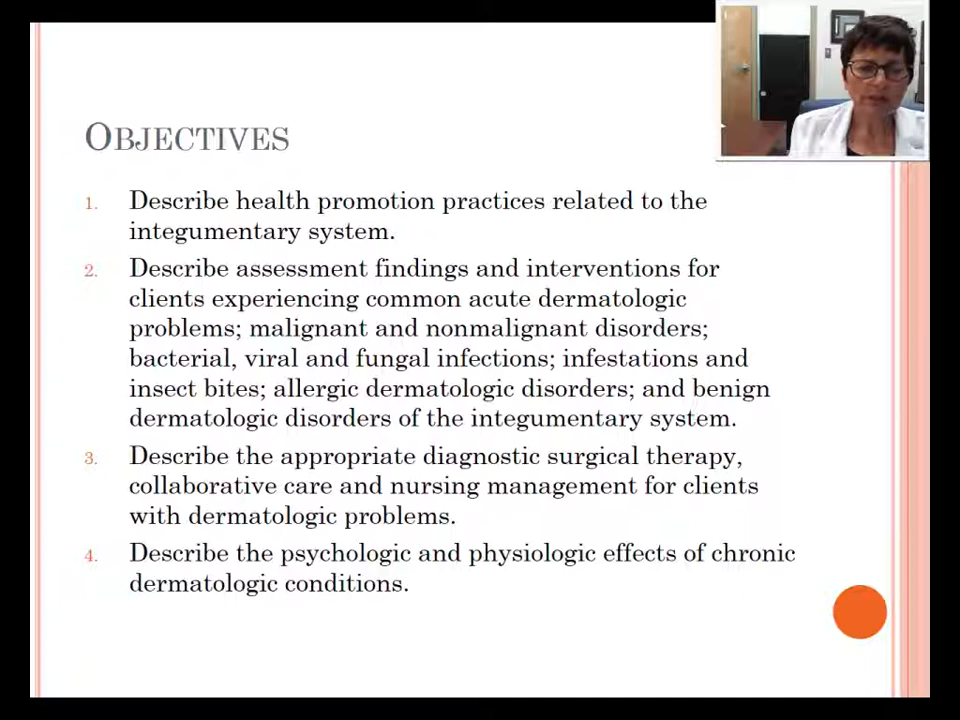 OBJECTIVES
1. Describe health promotion practices related to the
integumentary system.
2. Describe assessment findings and interventions for
clients experiencing common acute dermatologic
problems; malignant and nonmalignant disorders;
bacterial, viral and fungal infections; infestations and
insect bites; allergic dermatologic disorders; and benign
dermatologic disorders of the integumentary system.
3. Describe the appropriate diagnostic surgical therapy,
collaborative care and nursing management for clients
with dermatologic problems.
4. Describe the psychologic and physiologic effects of chronic
dermatologic conditions.